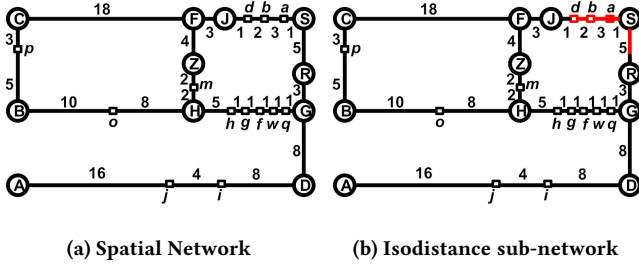 18
C F J d b a S
3 1 2 3 1
3 p 4 5
5 Z R
2 m 3
2
10 8 5 1 1 1 1 1
B o H h g f w q G
8
16 4 8
A j i D
18
C F J d b a S
3 1 2 3 1
3 p 4 5
5 Z R
2 m 3
2
10 8 5 1 1 1 1 1
B o H h g f w q G
8
16 4 8
A j i D
(a) Spatial Network
(b) Isodistance sub-network